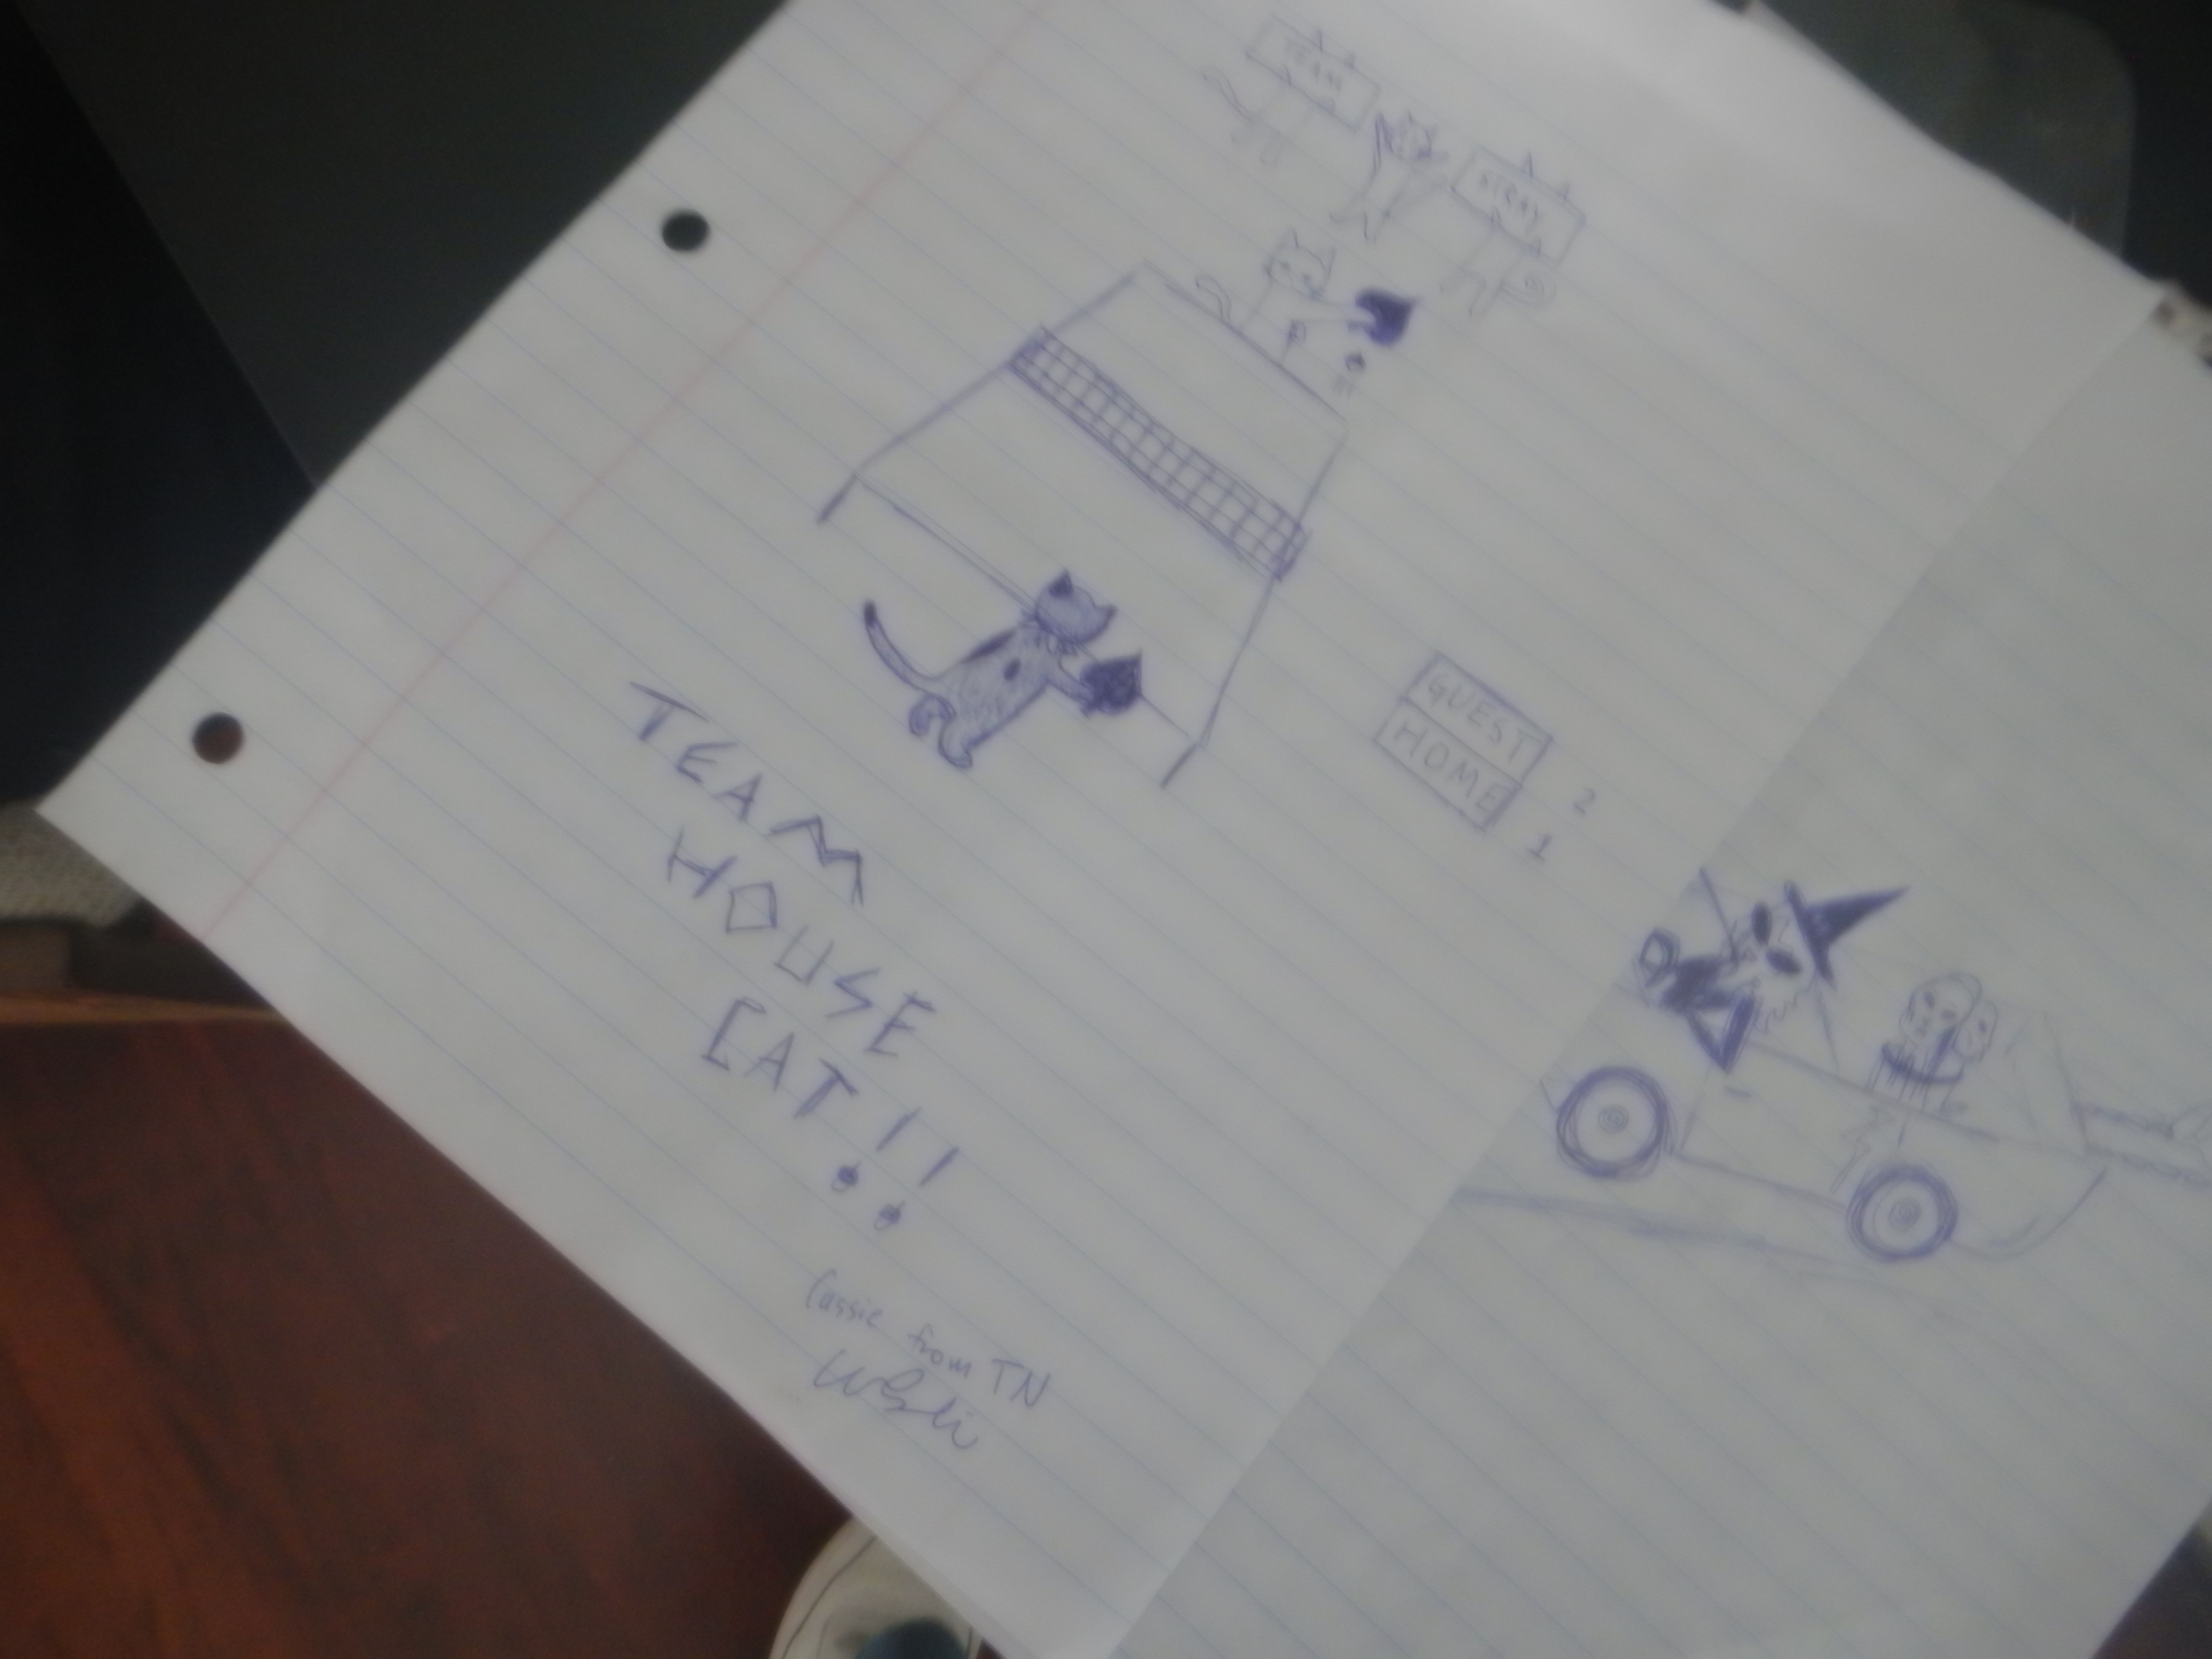 TEAM
STRAY
GUEST 2
HOME 1
TEAM
HOUSE
CAT!!
Cassie from TN